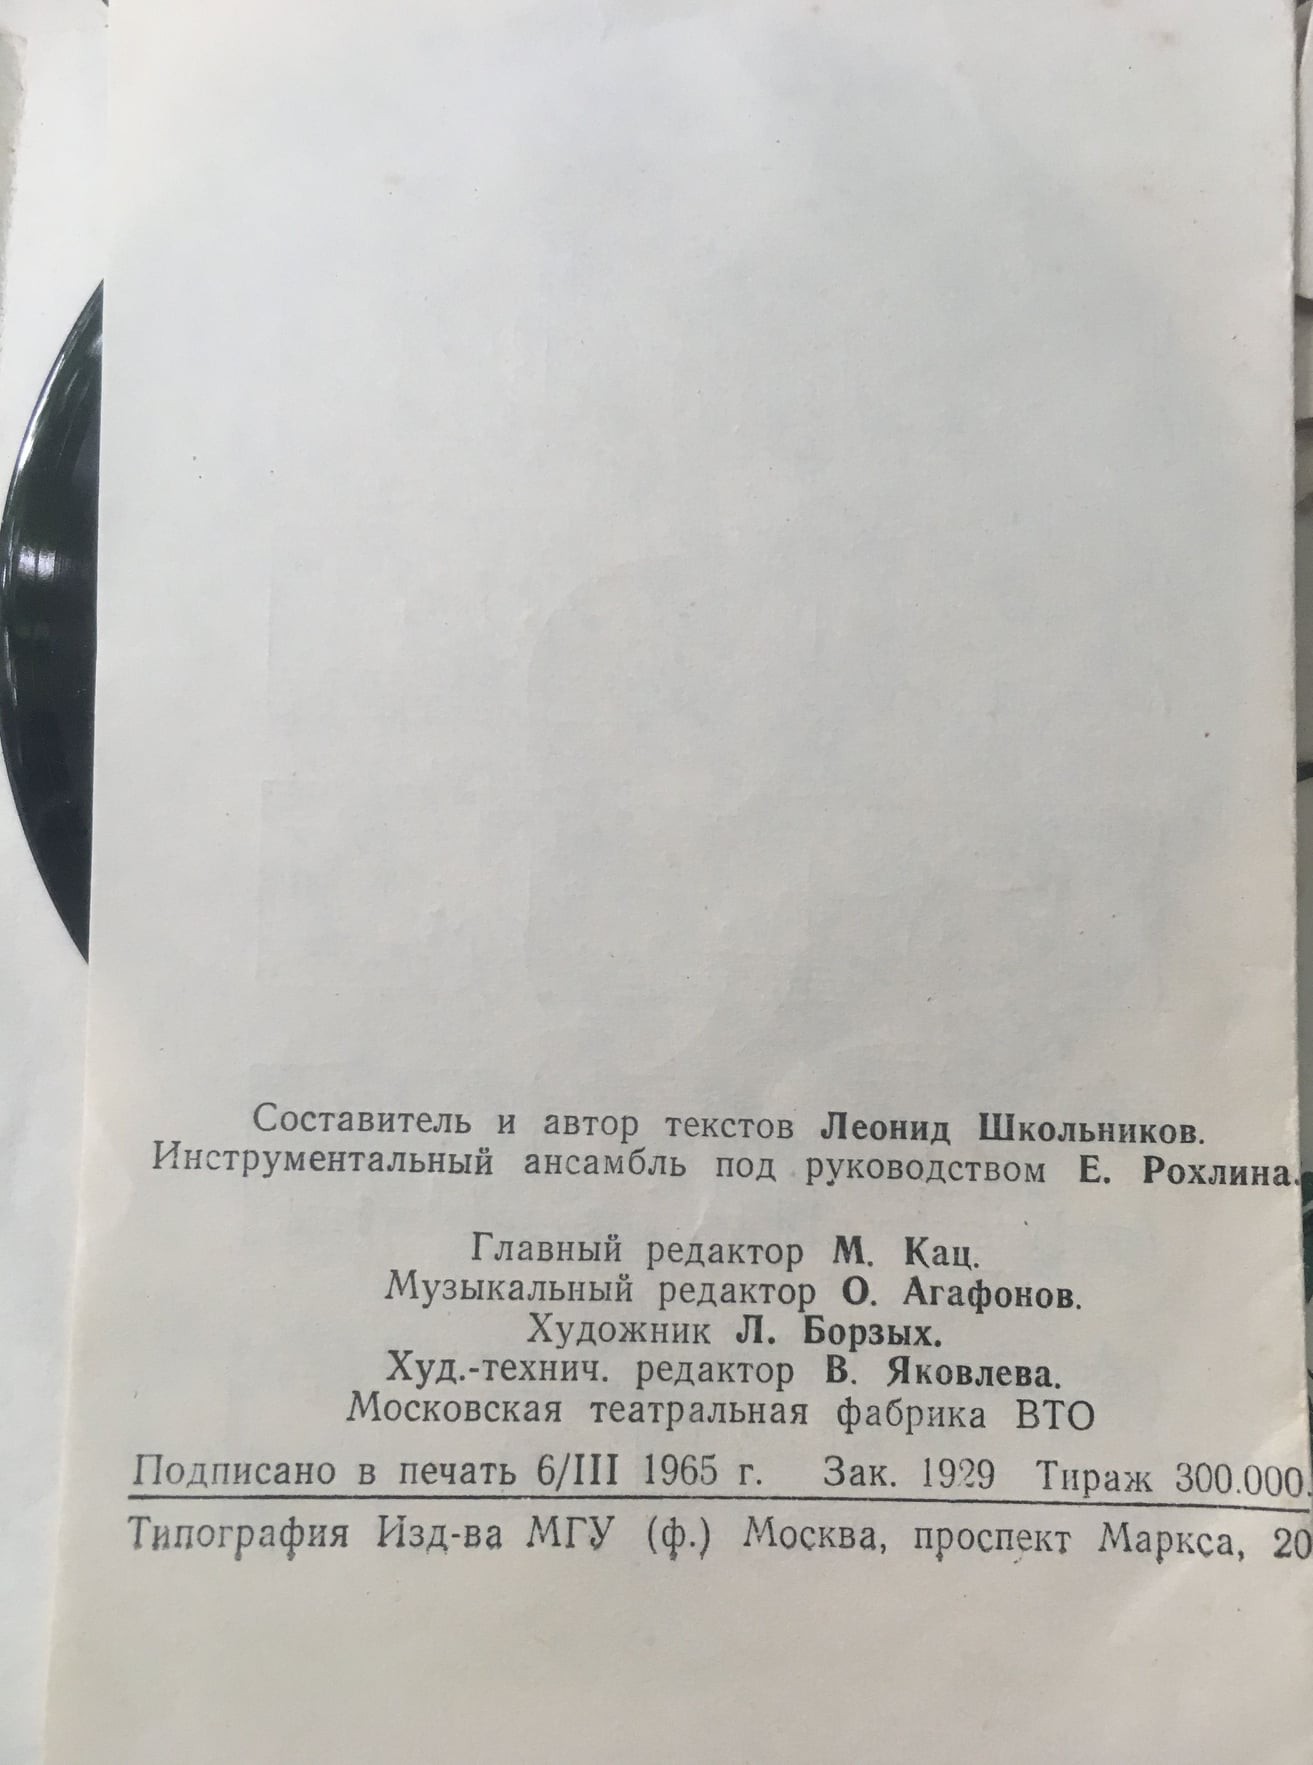 Составитель и автор текстов Леонид Школьников.
Инструментальный ансамбль под руководством Е. Рохлина.
Главный редактор М. Кац.
Музыкальный редактор О. Агафонов.
Художник Л. Борзых.
Худ.-технич. редактор В. Яковлева.
Московская театральная фабрика ВТО
Подписано в печать 6/III 1965 г. Зак. 1929 Тираж 300.000.
Типография Изд-ва МГУ (ф.) Москва, проспект Маркса, 20